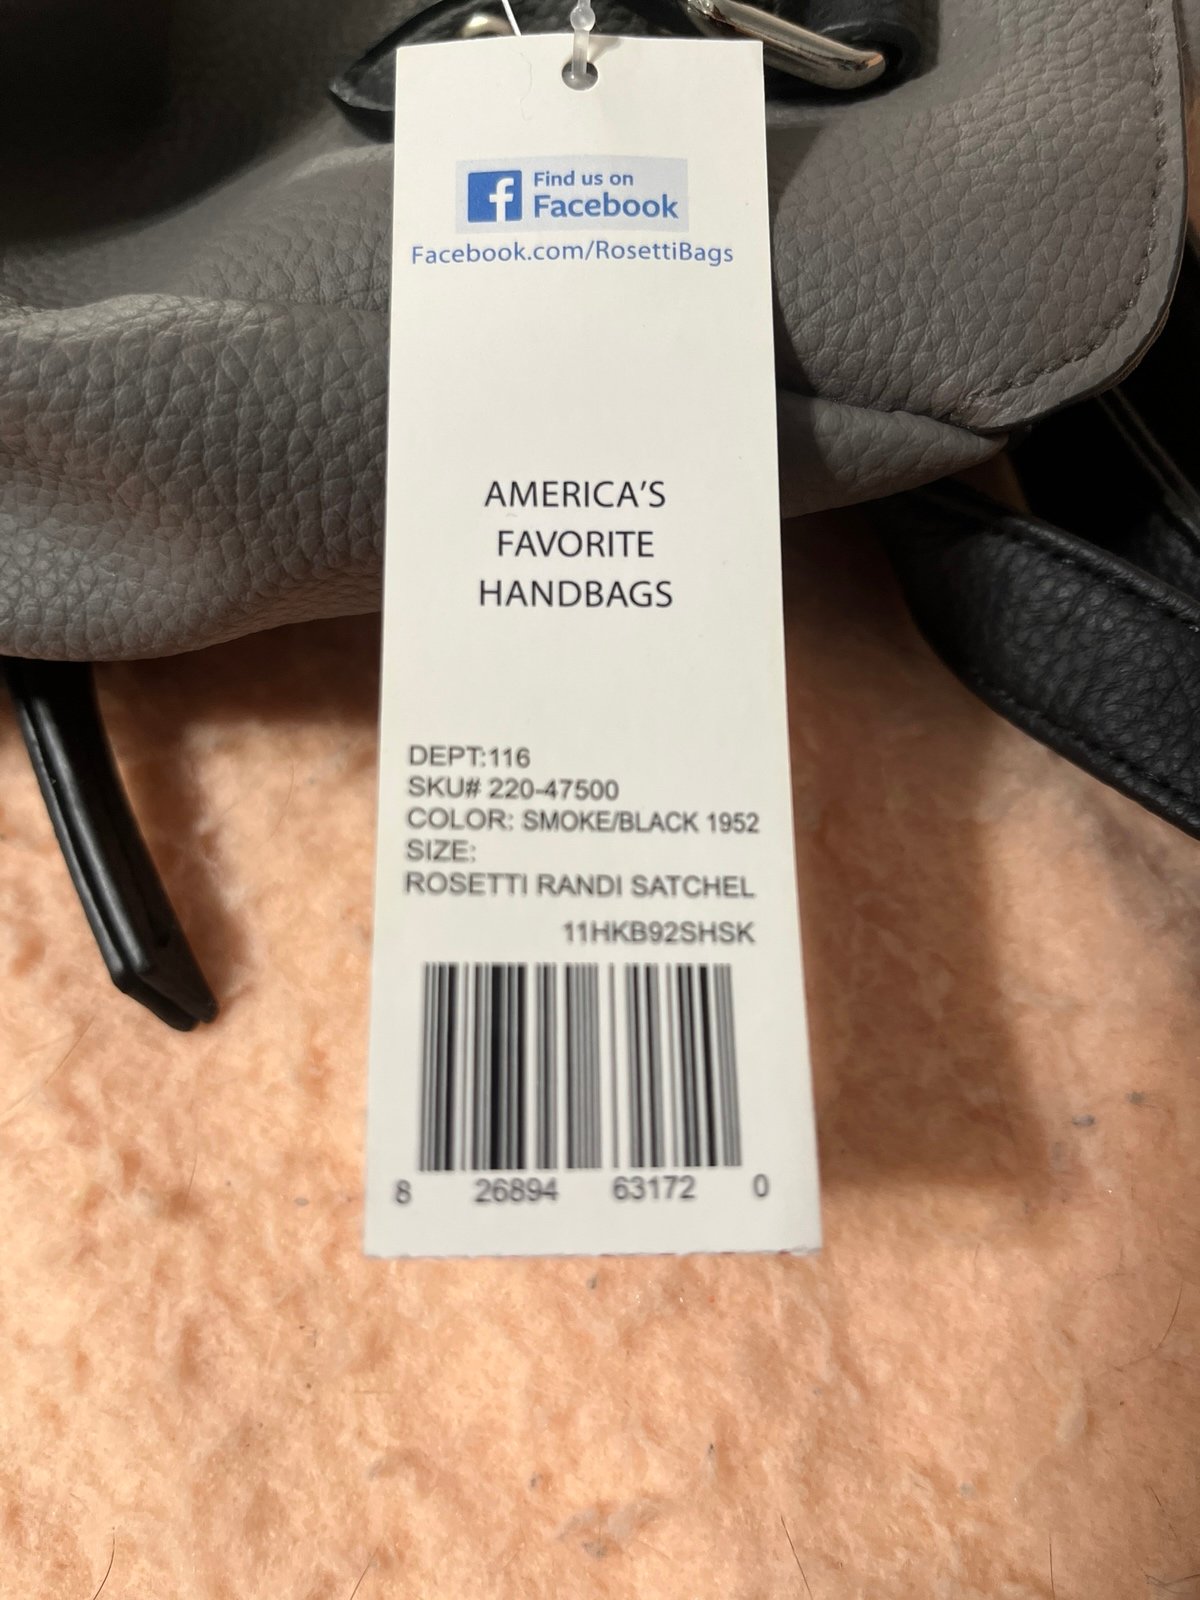 Find us on
Facebook
Facebook.com/RosettiBags
AMERICA'S
FAVORITE
HANDBAGS
DEPT:116
SKU# 220-47500
COLOR: SMOKE/BLACK 1952
SIZE:
ROSETTI RANDI SATCHEL
11HKB92SHSK
8 26894 63172 0